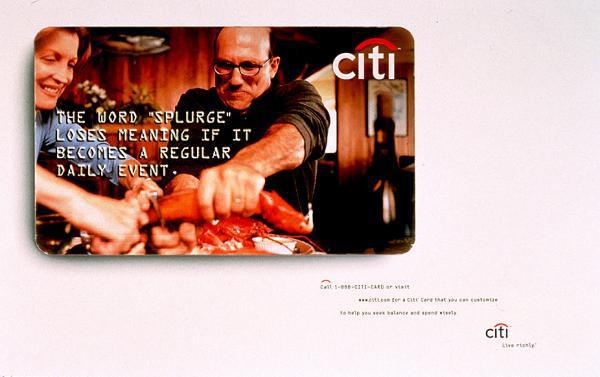 citi
THE WORD "SPLURGE"
LOSES MEANING IF IT
BECOMES A REGULAR
DAILY EVENT.
Call 1-888-CITI-CARD or visit
www.citi.com for a Citi Card that you can customize
to help you seek balance and spend wisely.
citi
Live richly.